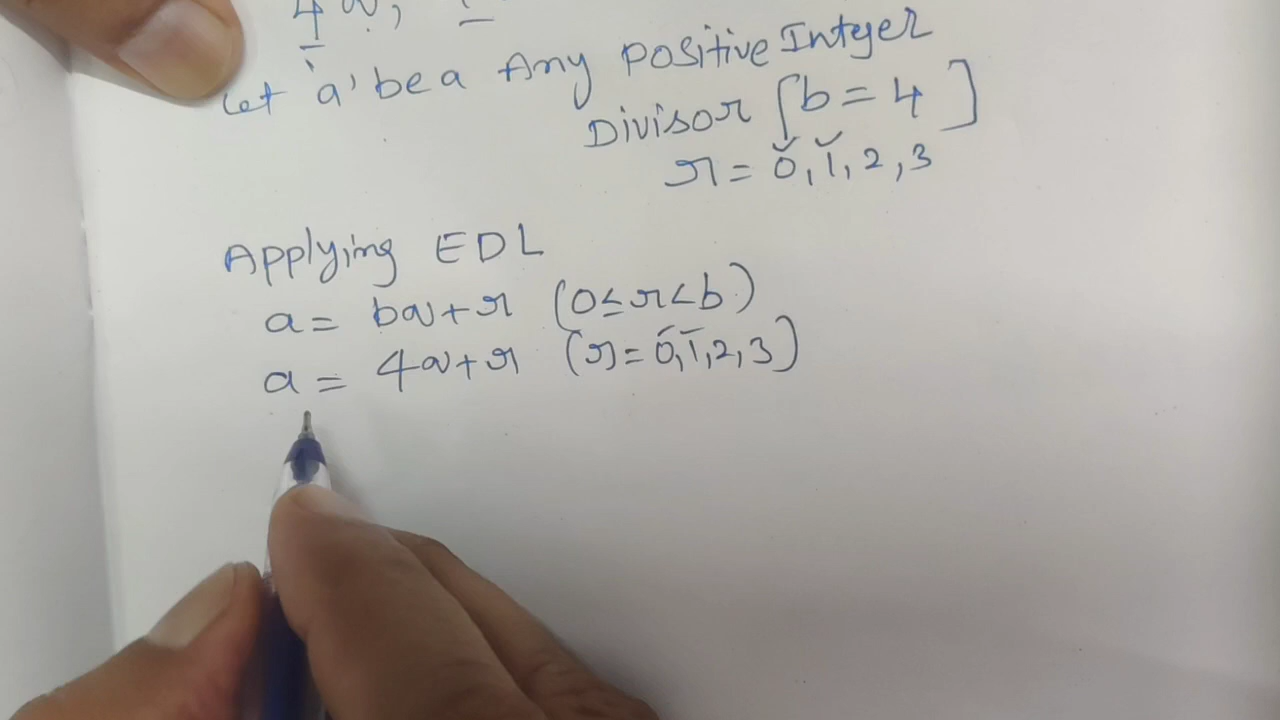 4q,
Let 'a' be a Any Positive Integer
Divisor [b = 4]
r = 0, 1, 2, 3
Applying EDL
a = bq + r (0 ≤ r < b)
a = 4q + r (r = 0, 1, 2, 3)